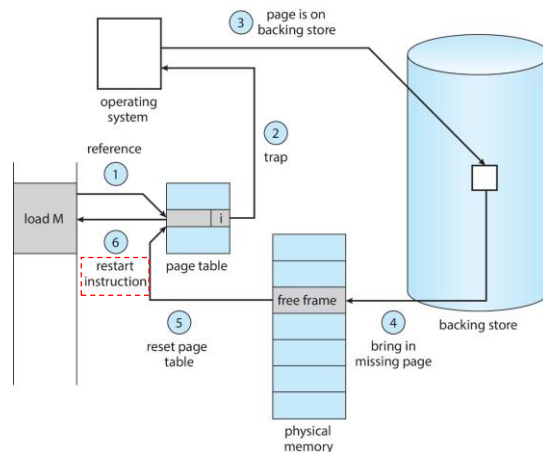 3
page is on
backing store
operating
system
2
trap
reference
1
load M
i
6
restart
instruction
page table
free frame
5
reset page
table
4
bring in
missing page
backing store
physical
memory